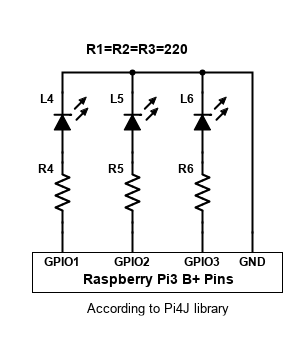 R1=R2=R3=220
L4 L5 L6
R4 R5 R6
GPIO1 GPIO2 GPIO3 GND
Raspberry Pi3 B+ Pins
According to Pi4J library